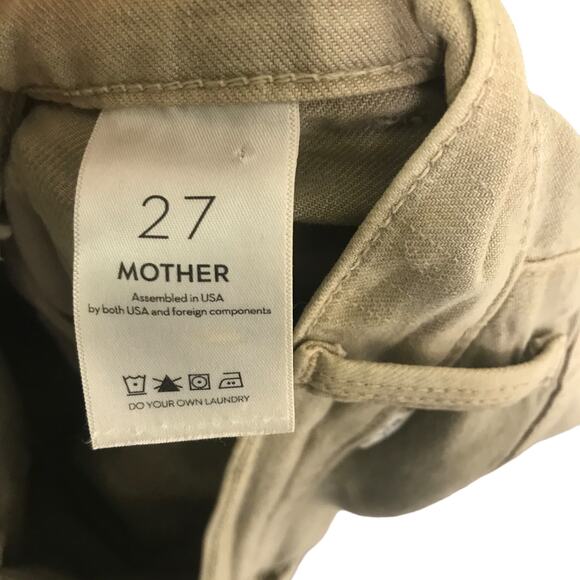 27
MOTHER
Assembled in USA
by both USA and foreign components
DO YOUR OWN LAUNDRY